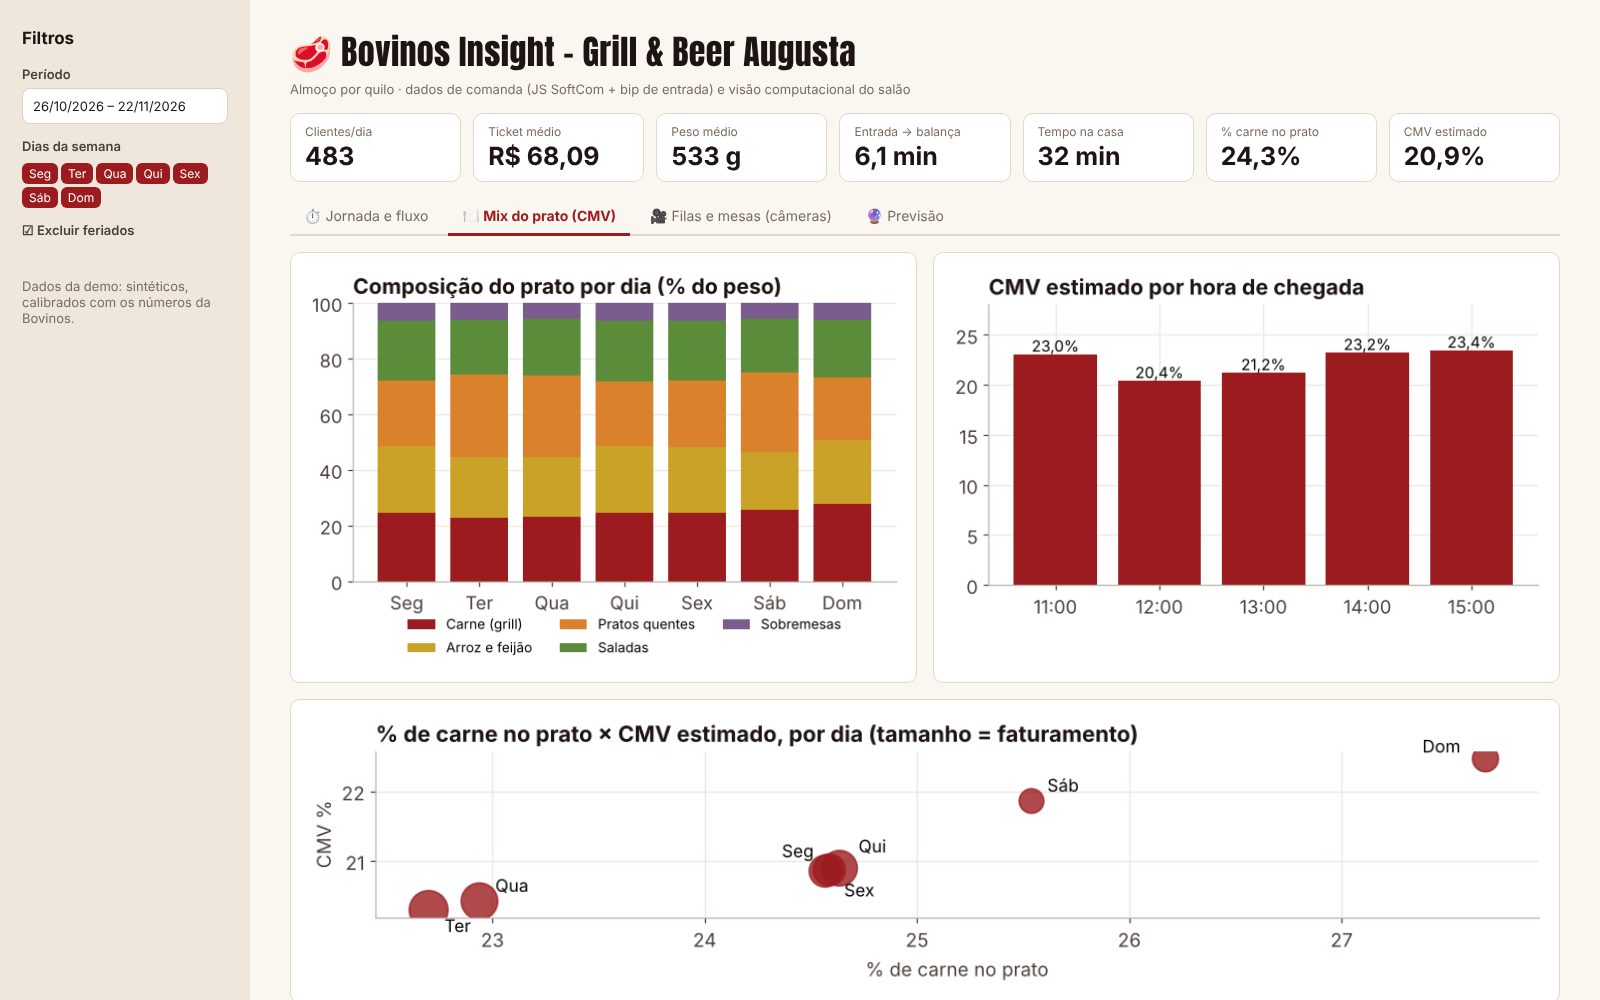 Filtros
Período
26/10/2026 – 22/11/2026
Dias da semana
Seg Ter Qua Qui Sex
Sáb Dom
☑ Excluir feriados
Dados da demo: sintéticos,
calibrados com os números da
Bovinos.
🥩 Bovinos Insight - Grill & Beer Augusta
Almoço por quilo · dados de comanda (JS SoftCom + bip de entrada) e visão computacional do salão
Clientes/dia
483
Ticket médio
R$ 68,09
Peso médio
533 g
Entrada → balança
6,1 min
Tempo na casa
32 min
% carne no prato
24,3%
CMV estimado
20,9%
⏱️ Jornada e fluxo
🍽️ Mix do prato (CMV)
🎥 Filas e mesas (câmeras)
🔮 Previsão
Composição do prato por dia (% do peso)
100
80
60
40
20
0
Seg Ter Qua Qui Sex Sáb Dom
Carne (grill) Pratos quentes Sobremesas
Arroz e feijão Saladas
CMV estimado por hora de chegada
25
20
15
10
5
0
23,0% 20,4% 21,2% 23,2% 23,4%
11:00 12:00 13:00 14:00 15:00
% de carne no prato × CMV estimado, por dia (tamanho = faturamento)
CMV %
22
21
Dom
Sáb
Seg
Qui
Sex
Qua
Ter
23 24 25 26 27
% de carne no prato